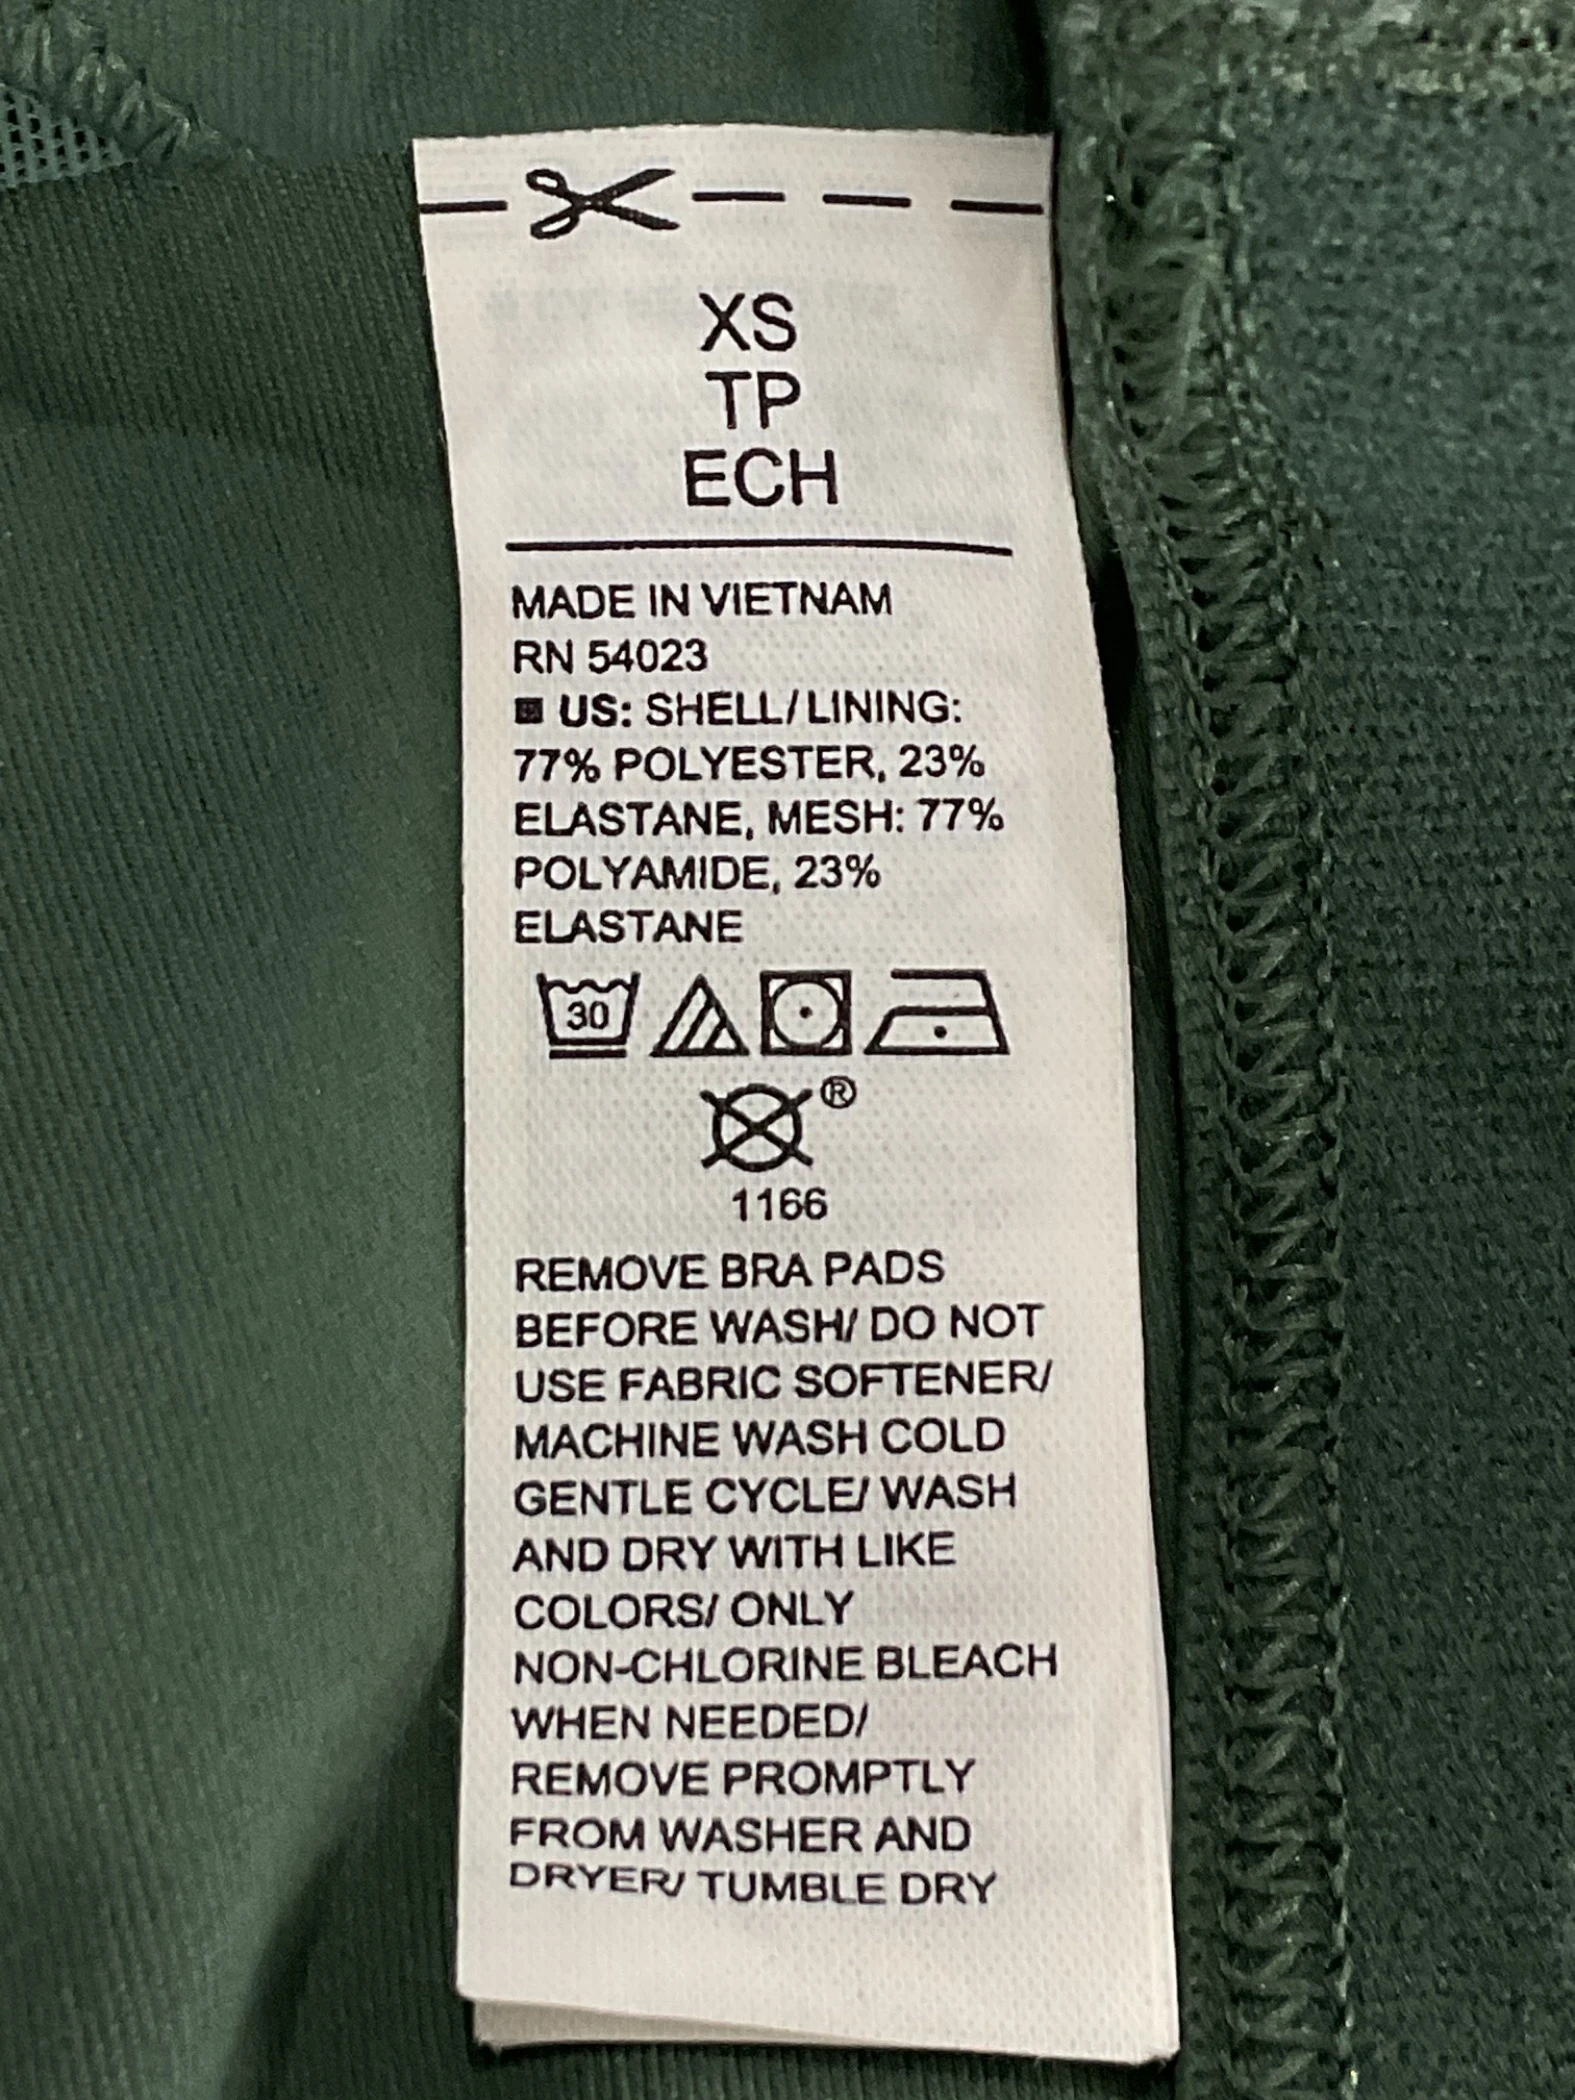 XS
TP
ECH
MADE IN VIETNAM
RN 54023
■ US: SHELL/LINING:
77% POLYESTER, 23%
ELASTANE, MESH: 77%
POLYAMIDE, 23%
ELASTANE
30
®
1166
REMOVE BRA PADS
BEFORE WASH/ DO NOT
USE FABRIC SOFTENER/
MACHINE WASH COLD
GENTLE CYCLE/ WASH
AND DRY WITH LIKE
COLORS/ ONLY
NON-CHLORINE BLEACH
WHEN NEEDED/
REMOVE PROMPTLY
FROM WASHER AND
DRYER/ TUMBLE DRY